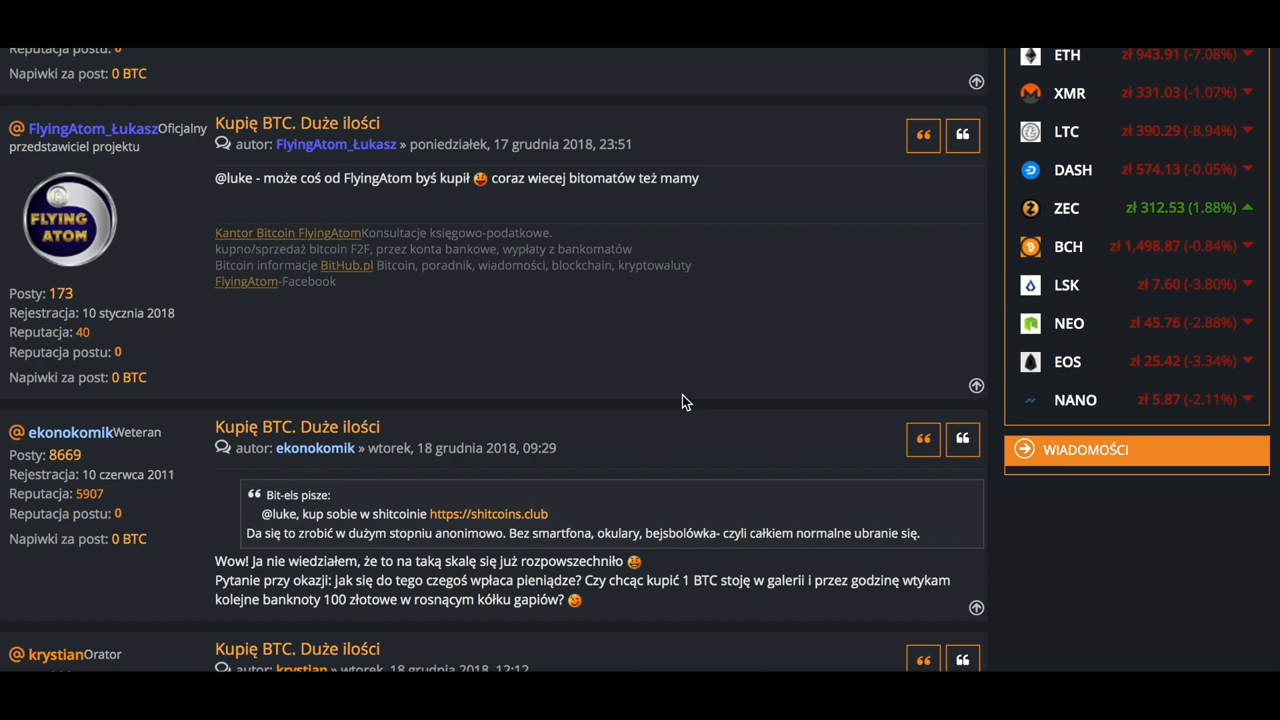 Reputacja postu: 0
Napiwki za post: 0 BTC
@ FlyingAtom_ŁukaszOficjalny
przedstawiciel projektu
FLYING
ATOM
Posty: 173
Rejestracja: 10 stycznia 2018
Reputacja: 40
Reputacja postu: 0
Napiwki za post: 0 BTC
Kupię BTC. Duże ilości
autor: FlyingAtom_Łukasz » poniedziałek, 17 grudnia 2018, 23:51
@luke - może coś od FlyingAtom byś kupił coraz wiecej bitomatów też mamy
Kantor Bitcoin FlyingAtomKonsultacje księgowo-podatkowe.
kupno/sprzedaż bitcoin F2F, przez konta bankowe, wypłaty z bankomatów
Bitcoin informacje BitHub.pl Bitcoin, poradnik, wiadomości, blockchain, kryptowaluty
FlyingAtom-Facebook
@ ekonokomikWeteran
Posty: 8669
Rejestracja: 10 czerwca 2011
Reputacja: 5907
Reputacja postu: 0
Napiwki za post: 0 BTC
Kupię BTC. Duże ilości
autor: ekonokomik » wtorek, 18 grudnia 2018, 09:29
Bit-els pisze:
@luke, kup sobie w shitcoinie https://shitcoins.club
Da się to zrobić w dużym stopniu anonimowo. Bez smartfona, okulary, bejsbolówka- czyli całkiem normalne ubranie się.
Wow! Ja nie wiedziałem, że to na taką skalę się już rozpowszechniło
Pytanie przy okazji: jak się do tego czegoś wpłaca pieniądze? Czy chcąc kupić 1 BTC stoję w galerii i przez godzinę wtykam
kolejne banknoty 100 złotowe w rosnącym kółku gapiów?
@ krystianOrator
Kupię BTC. Duże ilości
autor: krystian » wtorek, 18 grudnia 2018, 12:12
ETH zł 943.91 (-7.08%)
XMR zł 331.03 (-1.07%)
LTC zł 390.29 (-8.94%)
DASH zł 574.13 (-0.05%)
ZEC zł 312.53 (1.88%)
BCH zł 1,498.87 (-0.84%)
LSK zł 7.60 (-3.80%)
NEO zł 45.76 (-2.88%)
EOS zł 25.42 (-3.34%)
NANO zł 5.87 (-2.11%)
WIADOMOŚCI